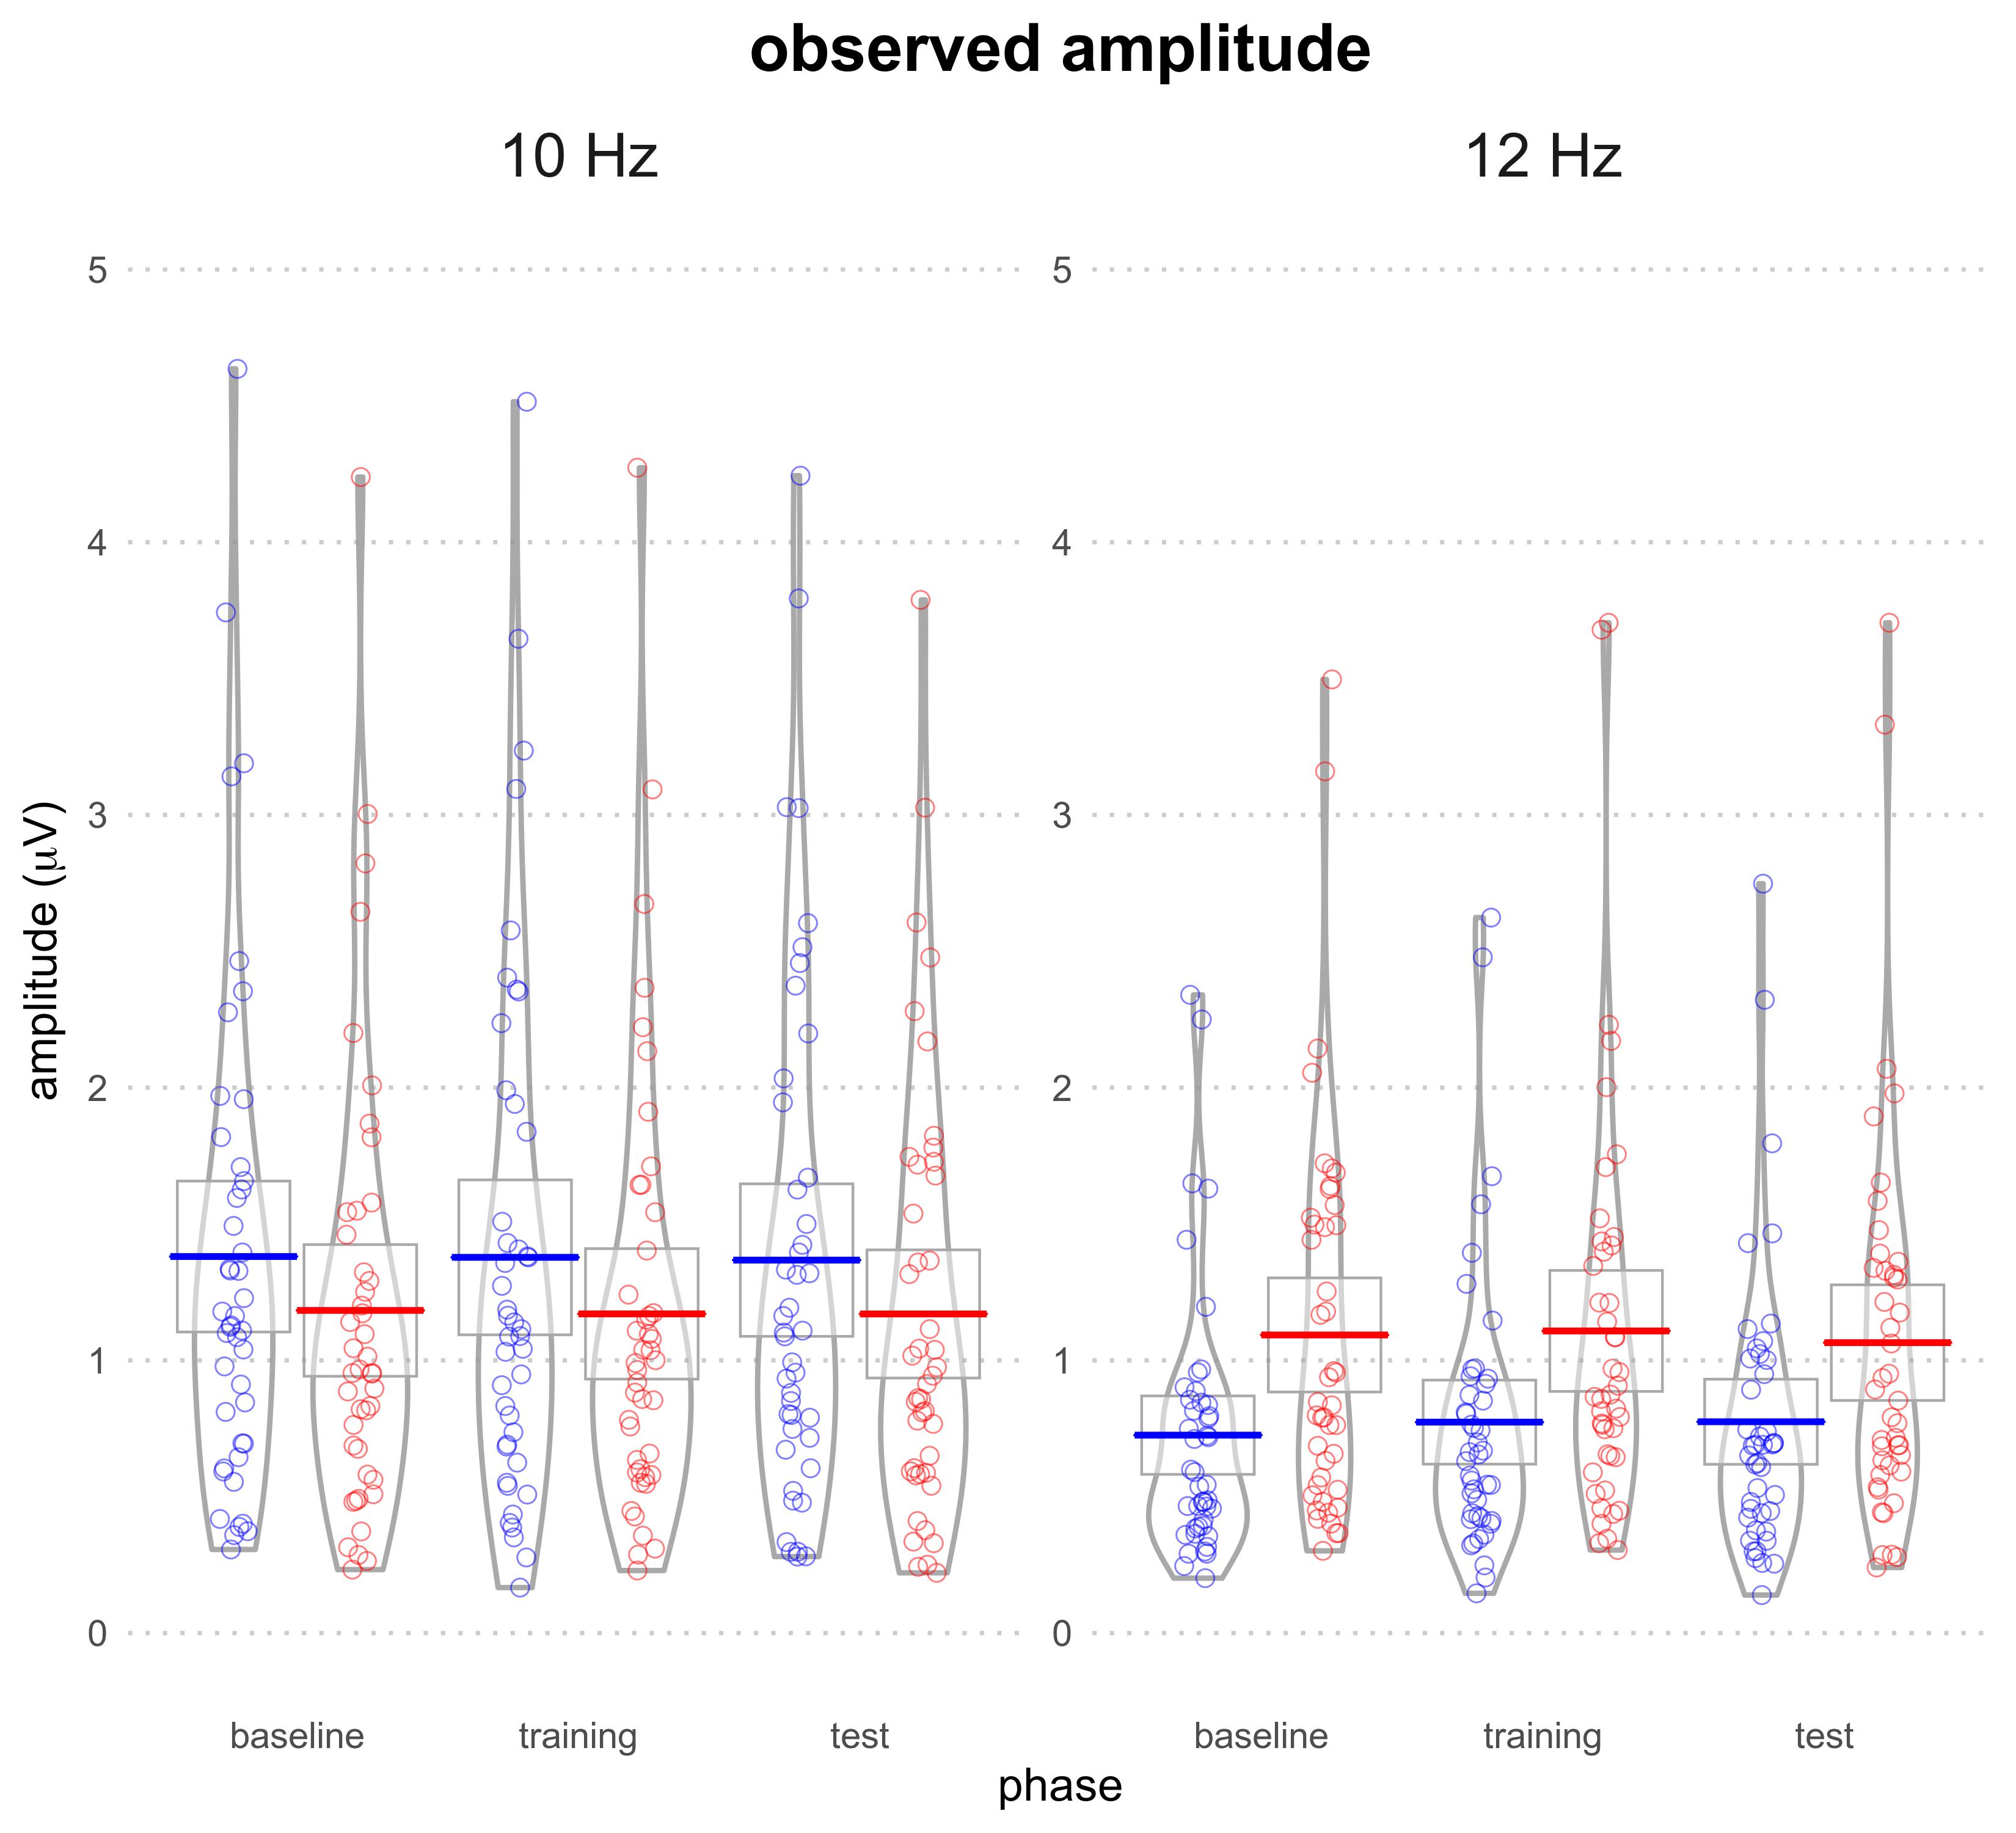 observed amplitude
10 Hz
12 Hz
5
4
3
2
1
0
5
4
3
2
1
0
amplitude (μV)
baseline
training
test
baseline
training
test
phase